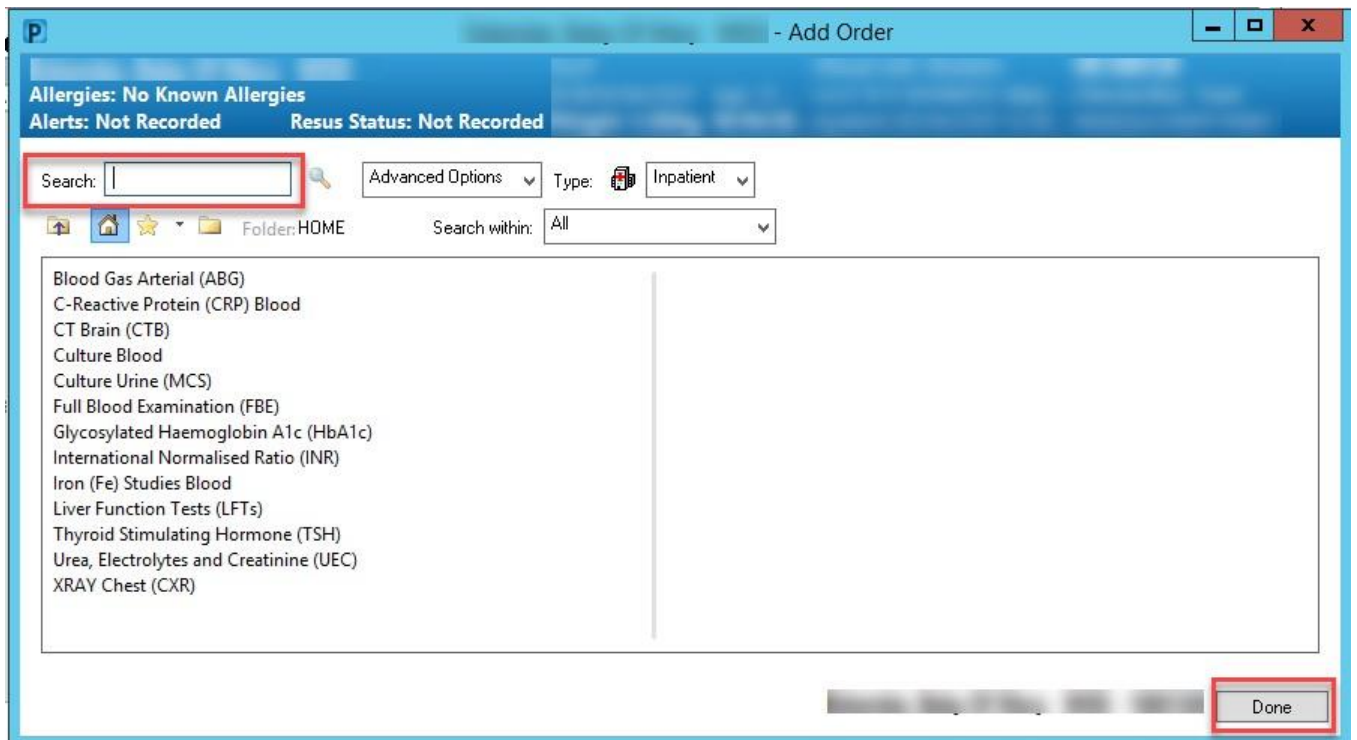 P - Add Order
Allergies: No Known Allergies
Alerts: Not Recorded Resus Status: Not Recorded
Search: Advanced Options Type: Inpatient
Folder: HOME Search within: All
Blood Gas Arterial (ABG)
C-Reactive Protein (CRP) Blood
CT Brain (CTB)
Culture Blood
Culture Urine (MCS)
Full Blood Examination (FBE)
Glycosylated Haemoglobin A1c (HbA1c)
International Normalised Ratio (INR)
Iron (Fe) Studies Blood
Liver Function Tests (LFTs)
Thyroid Stimulating Hormone (TSH)
Urea, Electrolytes and Creatinine (UEC)
XRAY Chest (CXR)
Done